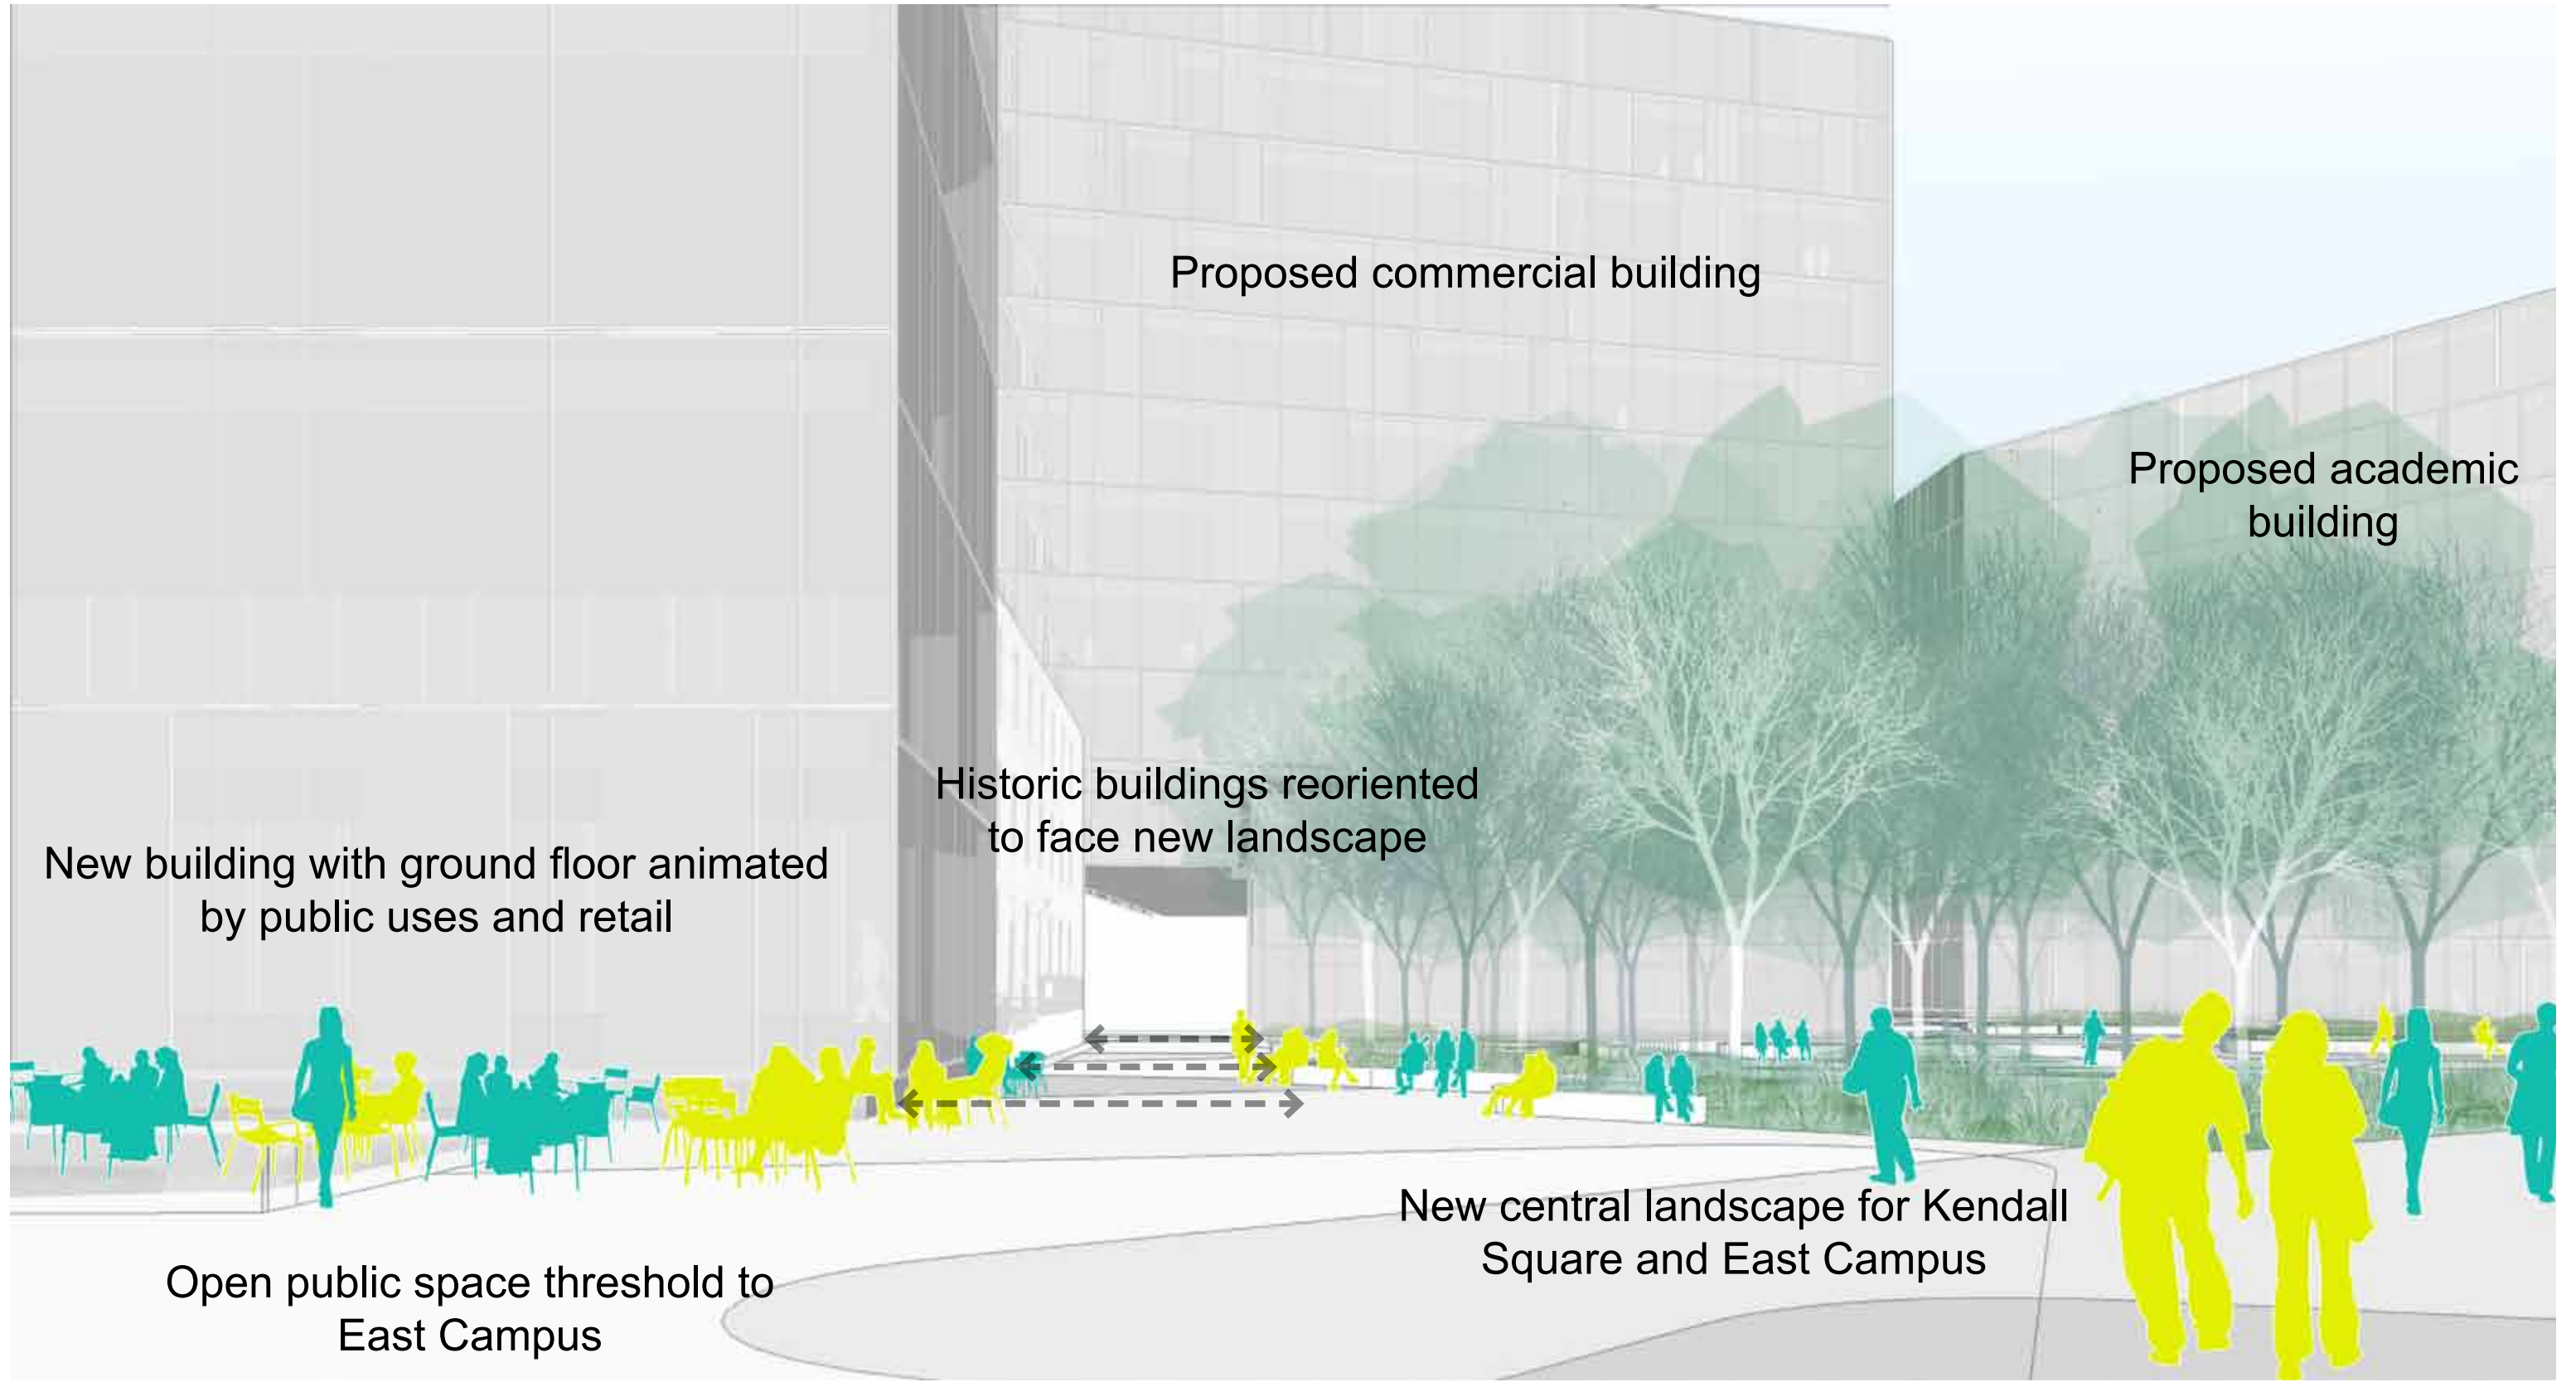 Proposed commercial building
Proposed academic
building
Historic buildings reoriented
to face new landscape
New building with ground floor animated
by public uses and retail
New central landscape for Kendall
Square and East Campus
Open public space threshold to
East Campus